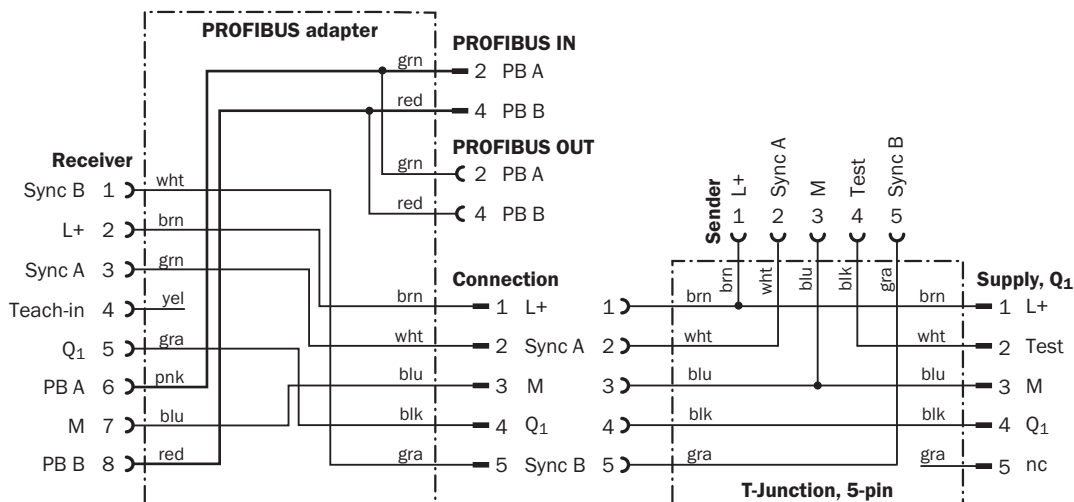 PROFIBUS adapter
PROFIBUS IN
grn 2 PB A
red 4 PB B
PROFIBUS OUT
grn 2 PB A
red 4 PB B
Receiver
Sync B 1 wht
L+ 2 brn
Sync A 3 grn
Teach-in 4 yel
Q1 5 gra
PB A 6 pnk
M 7 blu
PB B 8 red
Connection
brn 1 L+
wht 2 Sync A
blu 3 M
blk 4 Q1
gra 5 Sync B
Sender
L+ 1 brn
Sync A 2 wht
M 3 blu
Test 4 blk
Sync B 5 gra
1 brn
2 wht
3 blu
4 blk
5 gra
Supply, Q1
brn 1 L+
wht 2 Test
blu 3 M
blk 4 Q1
gra 5 nc
T-Junction, 5-pin